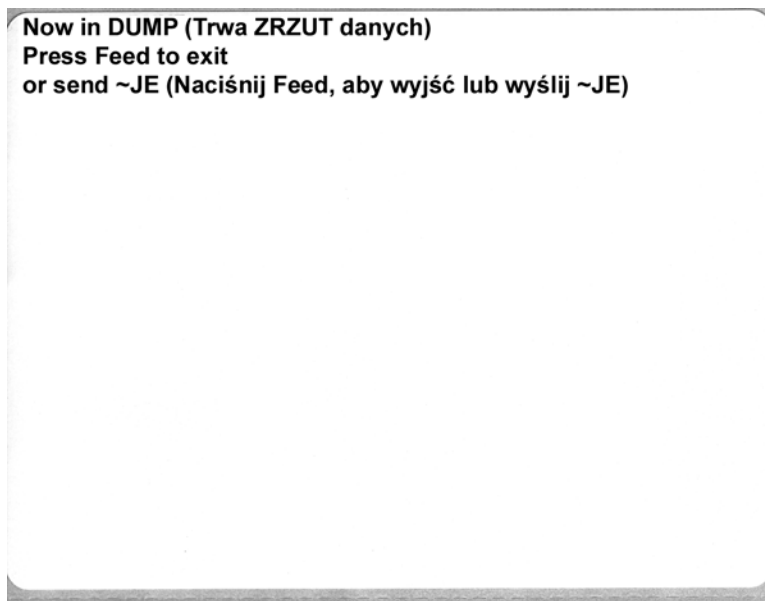 Now in DUMP (Trwa ZRZUT danych)
Press Feed to exit
or send ~JE (Naciśnij Feed, aby wyjść lub wyślij ~JE)